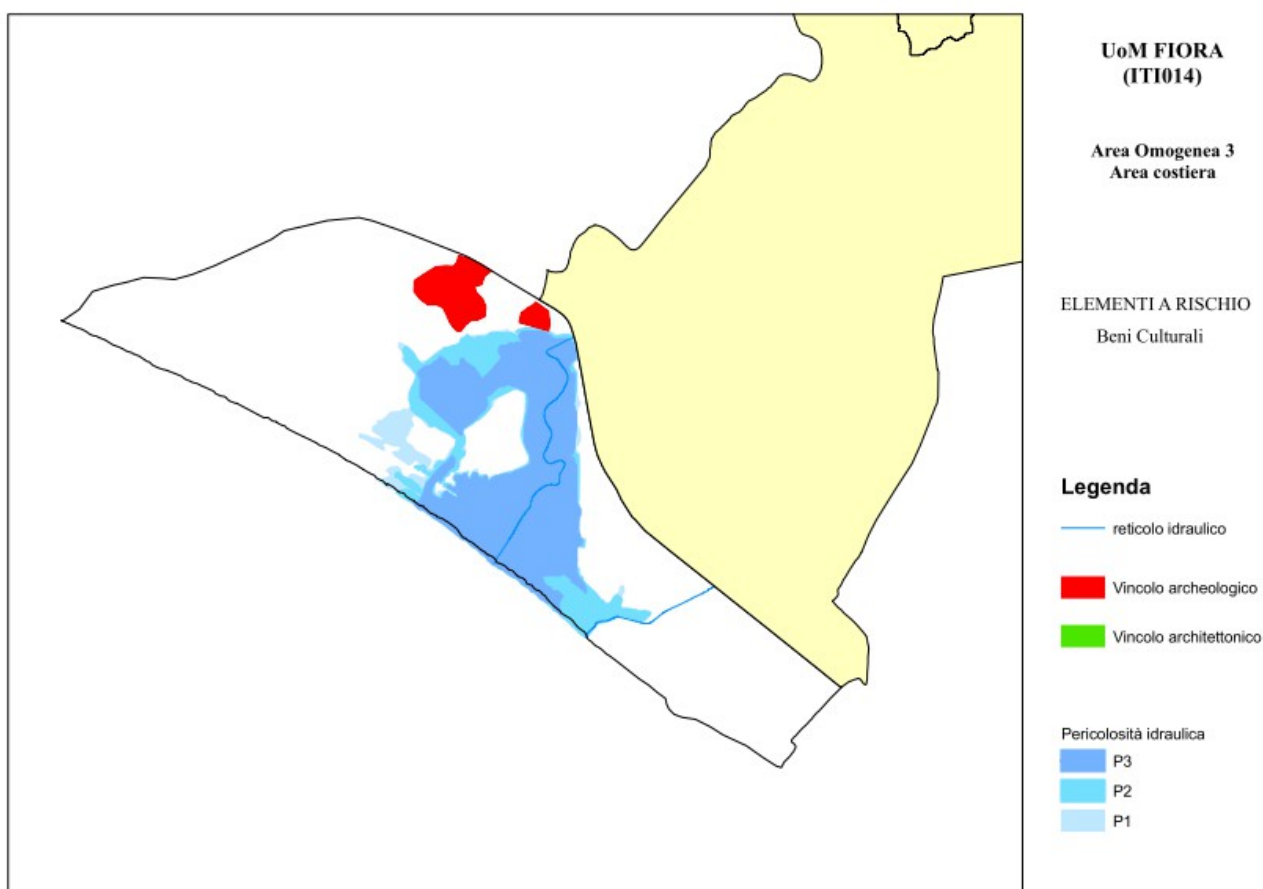 UoM FIORA
(ITI014)
Area Omogenea 3
Area costiera
ELEMENTI A RISCHIO
Beni Culturali
Legenda
reticolo idraulico
Vincolo archeologico
Vincolo architettonico
Pericolosità idraulica
P3
P2
P1